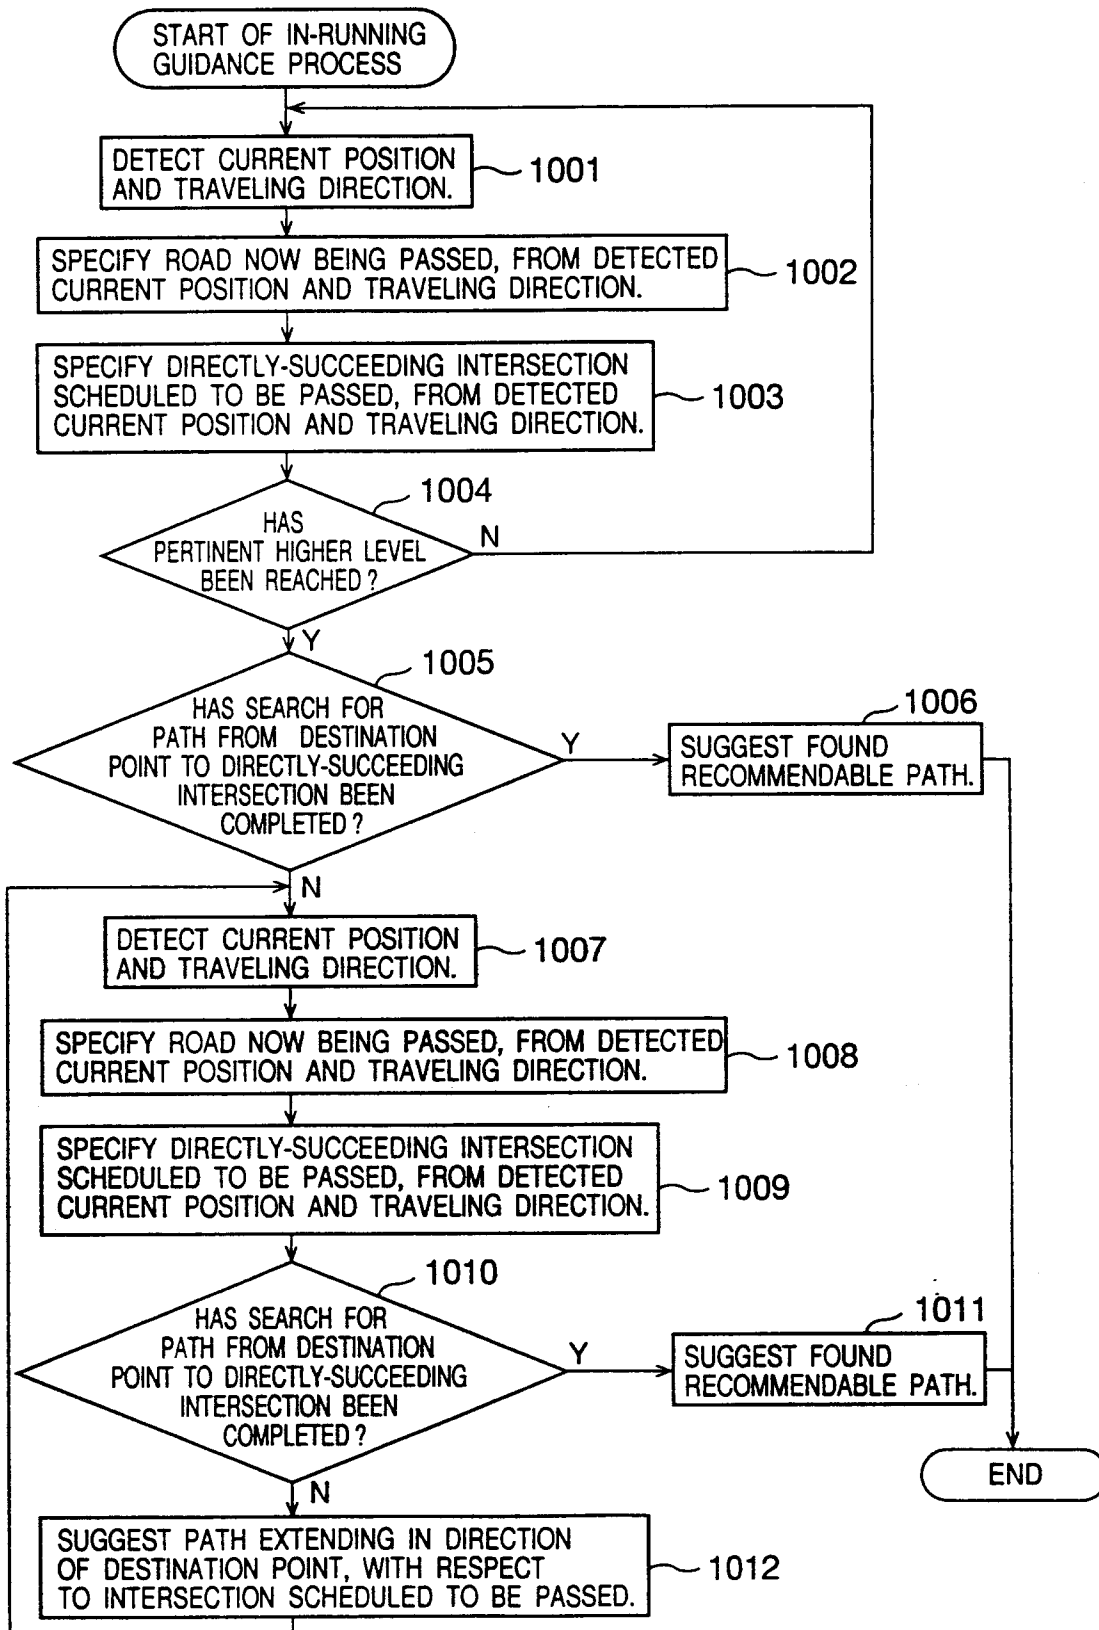 START OF IN-RUNNING
GUIDANCE PROCESS
DETECT CURRENT POSITION
AND TRAVELING DIRECTION.
1001
SPECIFY ROAD NOW BEING PASSED, FROM DETECTED
CURRENT POSITION AND TRAVELING DIRECTION.
1002
SPECIFY DIRECTLY-SUCCEEDING INTERSECTION
SCHEDULED TO BE PASSED, FROM DETECTED
CURRENT POSITION AND TRAVELING DIRECTION.
1003
1004
HAS
PERTINENT HIGHER LEVEL
BEEN REACHED?
N
Y
1005
HAS SEARCH FOR
PATH FROM DESTINATION
POINT TO DIRECTLY-SUCCEEDING
INTERSECTION BEEN
COMPLETED?
Y
1006
SUGGEST FOUND
RECOMMENDABLE PATH.
N
DETECT CURRENT POSITION
AND TRAVELING DIRECTION.
1007
SPECIFY ROAD NOW BEING PASSED, FROM DETECTED
CURRENT POSITION AND TRAVELING DIRECTION.
1008
SPECIFY DIRECTLY-SUCCEEDING INTERSECTION
SCHEDULED TO BE PASSED, FROM DETECTED
CURRENT POSITION AND TRAVELING DIRECTION.
1009
1010
HAS SEARCH FOR
PATH FROM DESTINATION
POINT TO DIRECTLY-SUCCEEDING
INTERSECTION BEEN
COMPLETED?
Y
1011
SUGGEST FOUND
RECOMMENDABLE PATH.
END
N
SUGGEST PATH EXTENDING IN DIRECTION
OF DESTINATION POINT, WITH RESPECT
TO INTERSECTION SCHEDULED TO BE PASSED.
1012